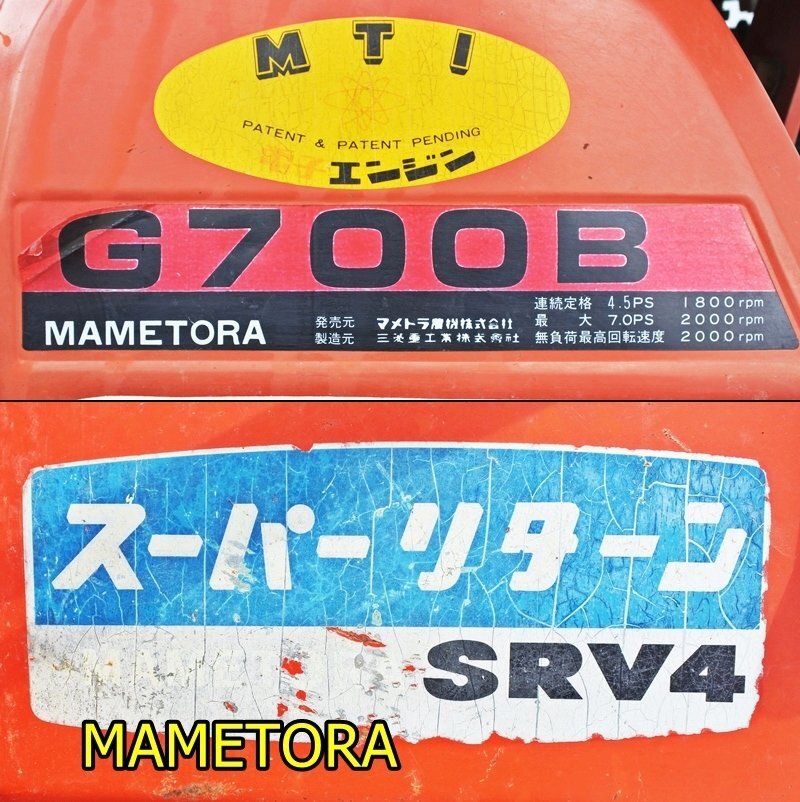 MTI
PATENT & PATENT PENDING
電子エンジン
G700B
MAMETORA
発売元 マメトラ農機株式会社
製造元 三菱重工業株式会社
連続定格 4.5PS 1800rpm
最大 7.0PS 2000rpm
無負荷最高回転速度 2000rpm
スーパーリターン
SRV4
MAMETORA